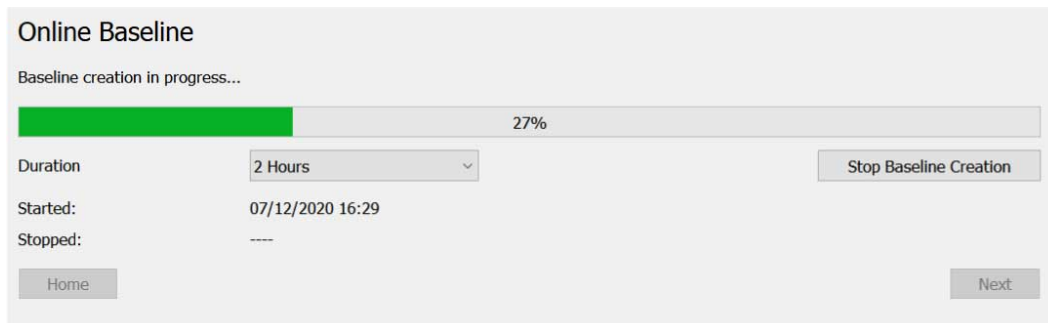 Online Baseline
Baseline creation in progress...
27%
Duration 2 Hours Stop Baseline Creation
Started: 07/12/2020 16:29
Stopped: ----
Home Next